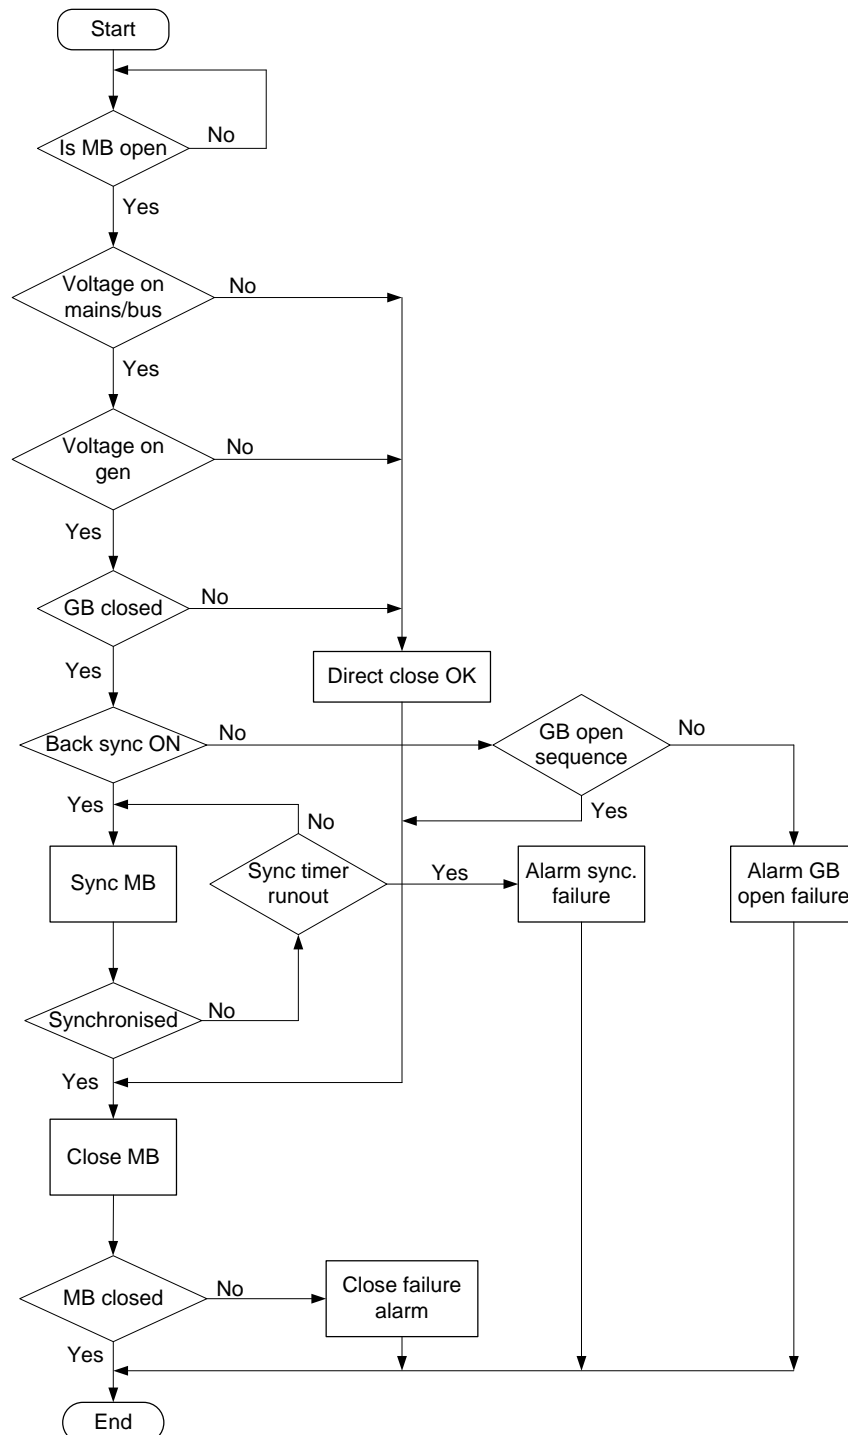 Start
Is MB open
No
Yes
Voltage on
mains/bus
No
Yes
Voltage on
gen
No
Yes
GB closed
No
Yes
Direct close OK
Back sync ON
No
GB open
sequence
No
Yes
Yes
No
Sync MB
Sync timer
runout
Yes
Alarm sync.
failure
Alarm GB
open failure
Synchronised
No
Yes
Close MB
MB closed
No
Close failure
alarm
Yes
End